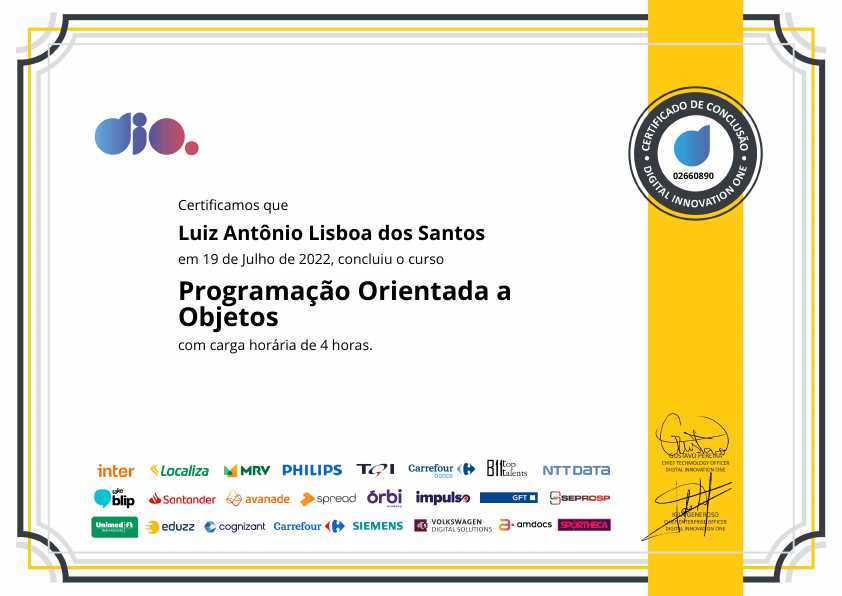 dio.
CERTIFICADO DE CONCLUSÃO
02660890
DIGITAL INNOVATION ONE
Certificamos que
Luiz Antônio Lisboa dos Santos
em 19 de Julho de 2022, concluiu o curso
Programação Orientada a
Objetos
com carga horária de 4 horas.
GUSTAVO PEREIRA
CHIEF TECHNOLOGY OFFICER
DIGITAL INNOVATION ONE
inter Localiza MRV PHILIPS TQI Carrefour banco B11 top talents NTT DATA
take blip Santander avanade spread órbi impulso GFT SEPROSP
Unimed eduzz cognizant Carrefour SIEMENS VOLKSWAGEN DIGITAL SOLUTIONS amdocs SPORTHECA
GENEROSO
CHIEF ENTERPRISE OFFICER
DIGITAL INNOVATION ONE